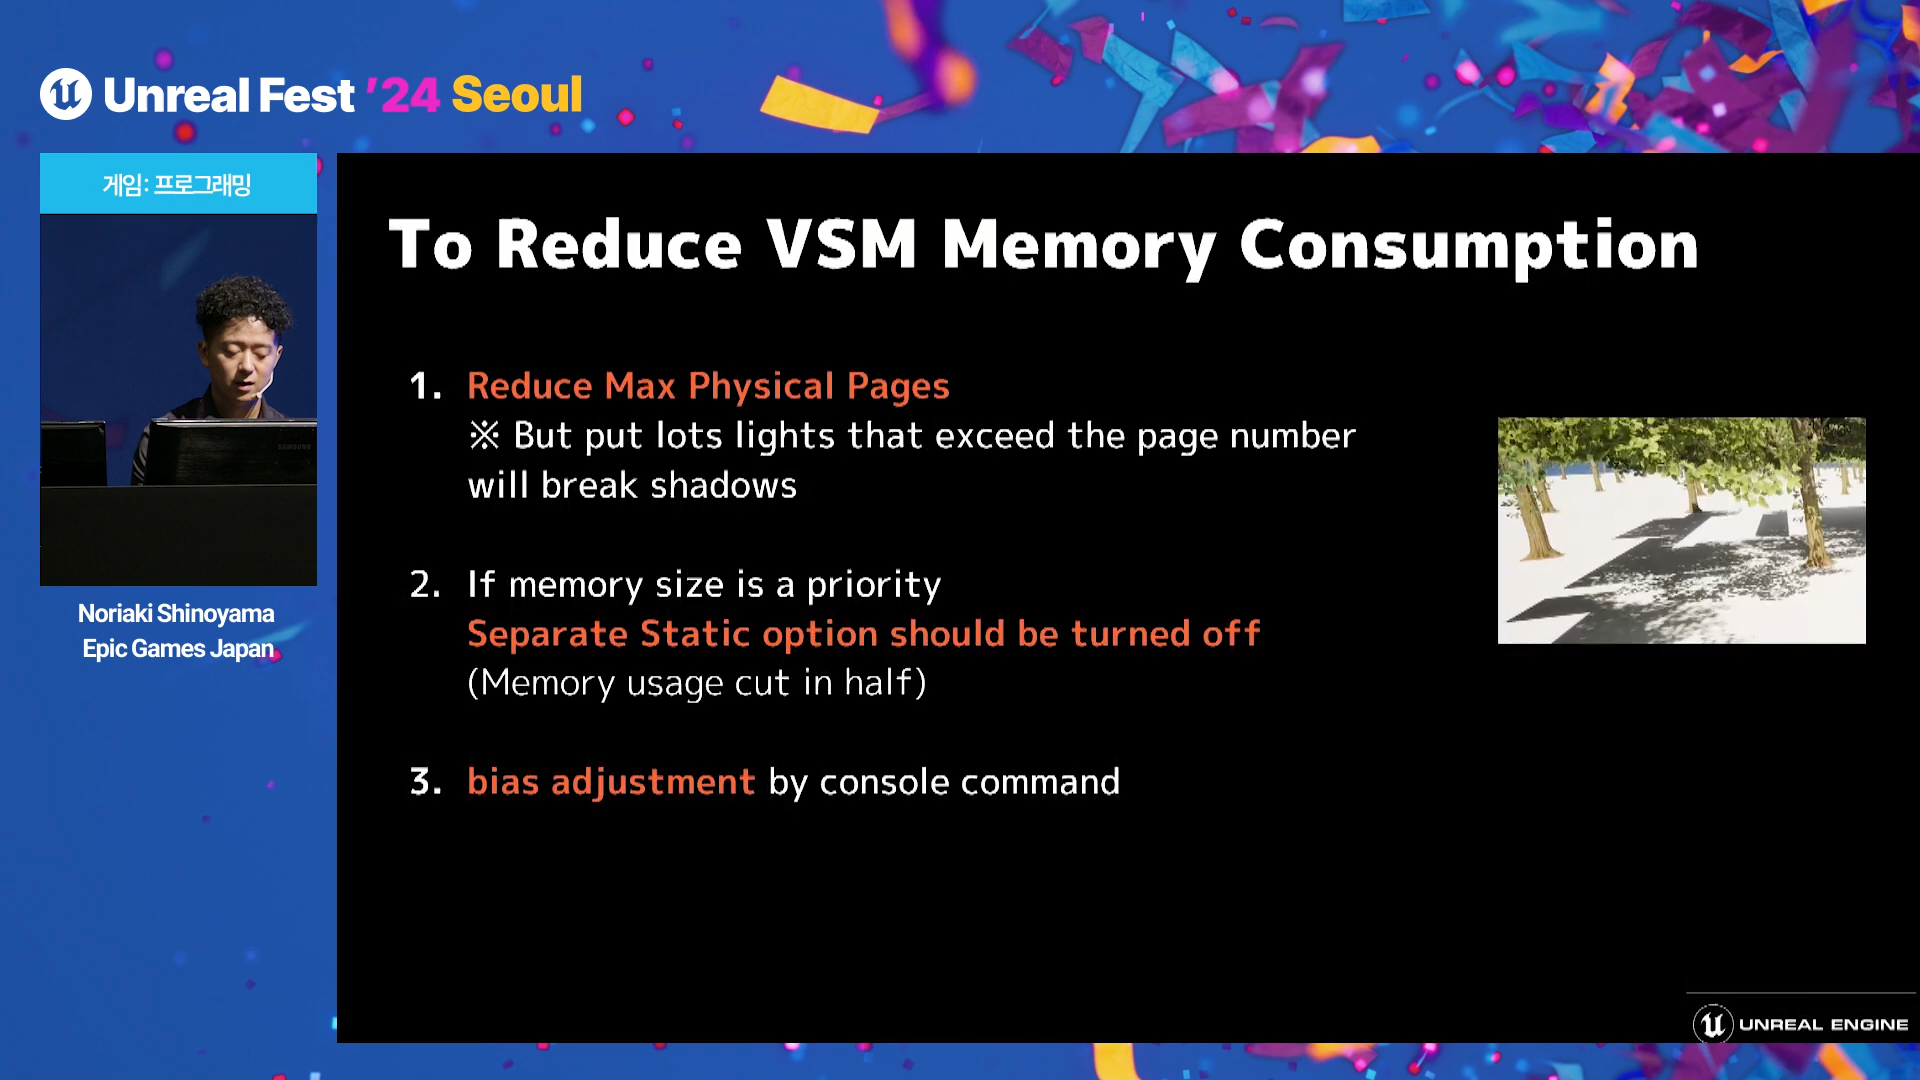 Unreal Fest ’24 Seoul
게임: 프로그래밍
SAMSUNG
Noriaki Shinoyama
Epic Games Japan
To Reduce VSM Memory Consumption
1. Reduce Max Physical Pages
※ But put lots lights that exceed the page number
will break shadows
2. If memory size is a priority
Separate Static option should be turned off
(Memory usage cut in half)
3. bias adjustment by console command
UNREAL ENGINE